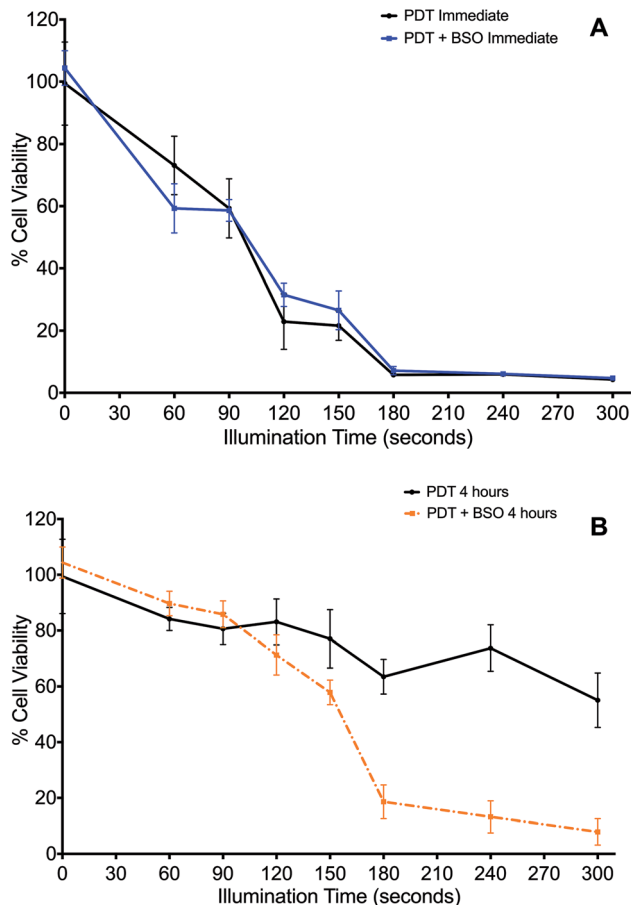 PDT Immediate
PDT + BSO Immediate
A
120
100
80
60
40
20
0
% Cell Viability
0 30 60 90 120 150 180 210 240 270 300
Illumination Time (seconds)
PDT 4 hours
PDT + BSO 4 hours
B
120
100
80
60
40
20
0
% Cell Viability
0 30 60 90 120 150 180 210 240 270 300
Illumination Time (seconds)